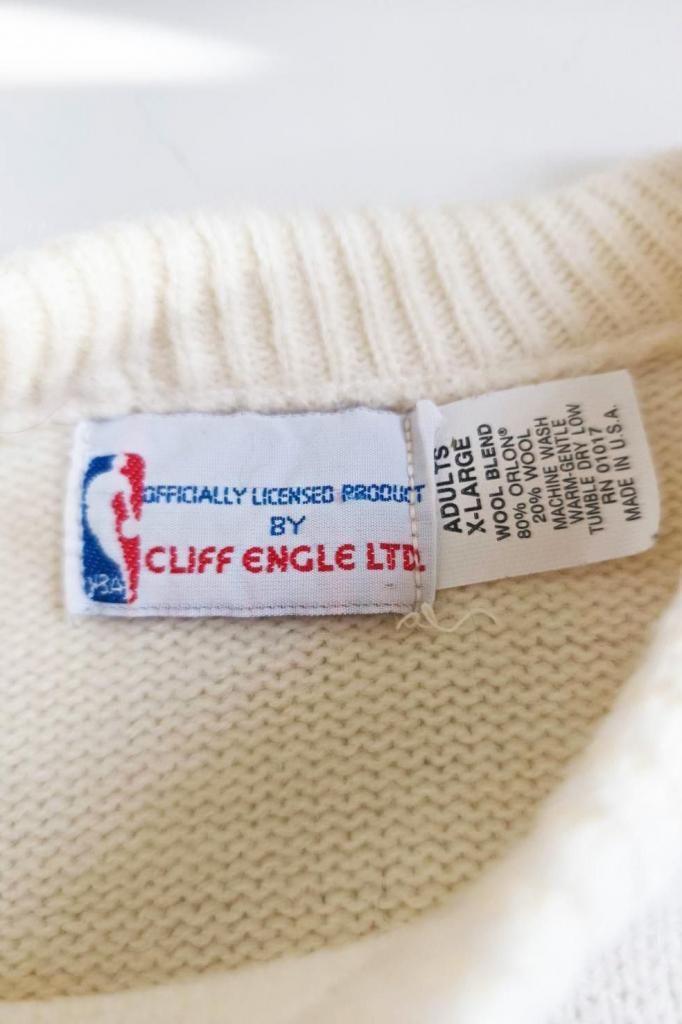 OFFICIALLY LICENSED PRODUCT
BY
CLIFF ENGLE LTD.
NBA
ADULTS
X-LARGE
WOOL BLEND
80% ORLON®
20% WOOL
MACHINE WASH
WARM-GENTLE
TUMBLE DRY LOW
RN 01017
MADE IN U.S.A.